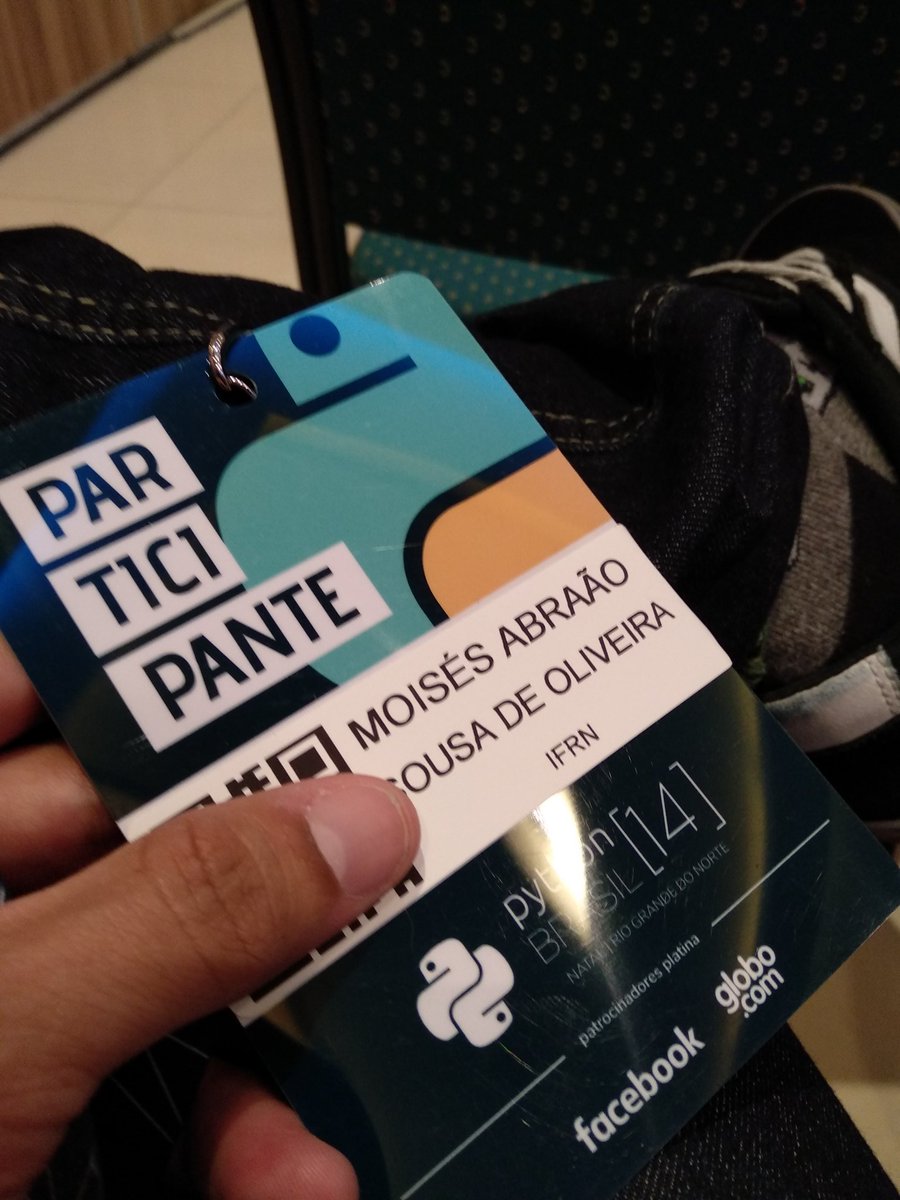 PAR
TICI
PANTE
MOISÉS ABRAÃO
SOUSA DE OLIVEIRA
IFRN
python
BRASIL [14]
NATAL RIO GRANDE DO NORTE
patrocinadores platina
facebook
globo
.com